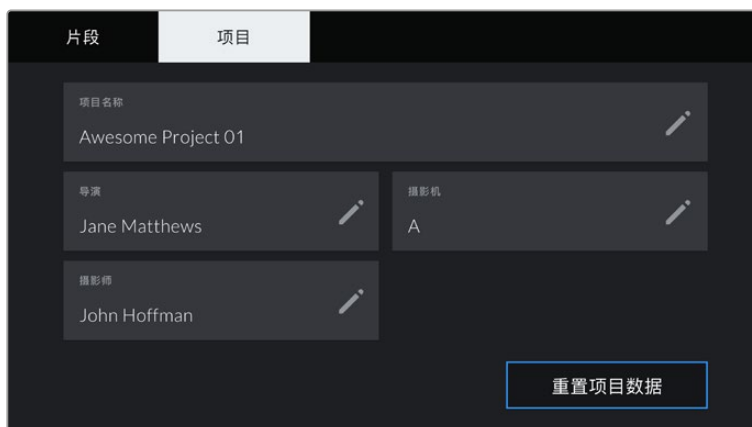 片段 项目
项目名称
Awesome Project 01
导演 摄影机
Jane Matthews A
摄影师
John Hoffman
重置项目数据